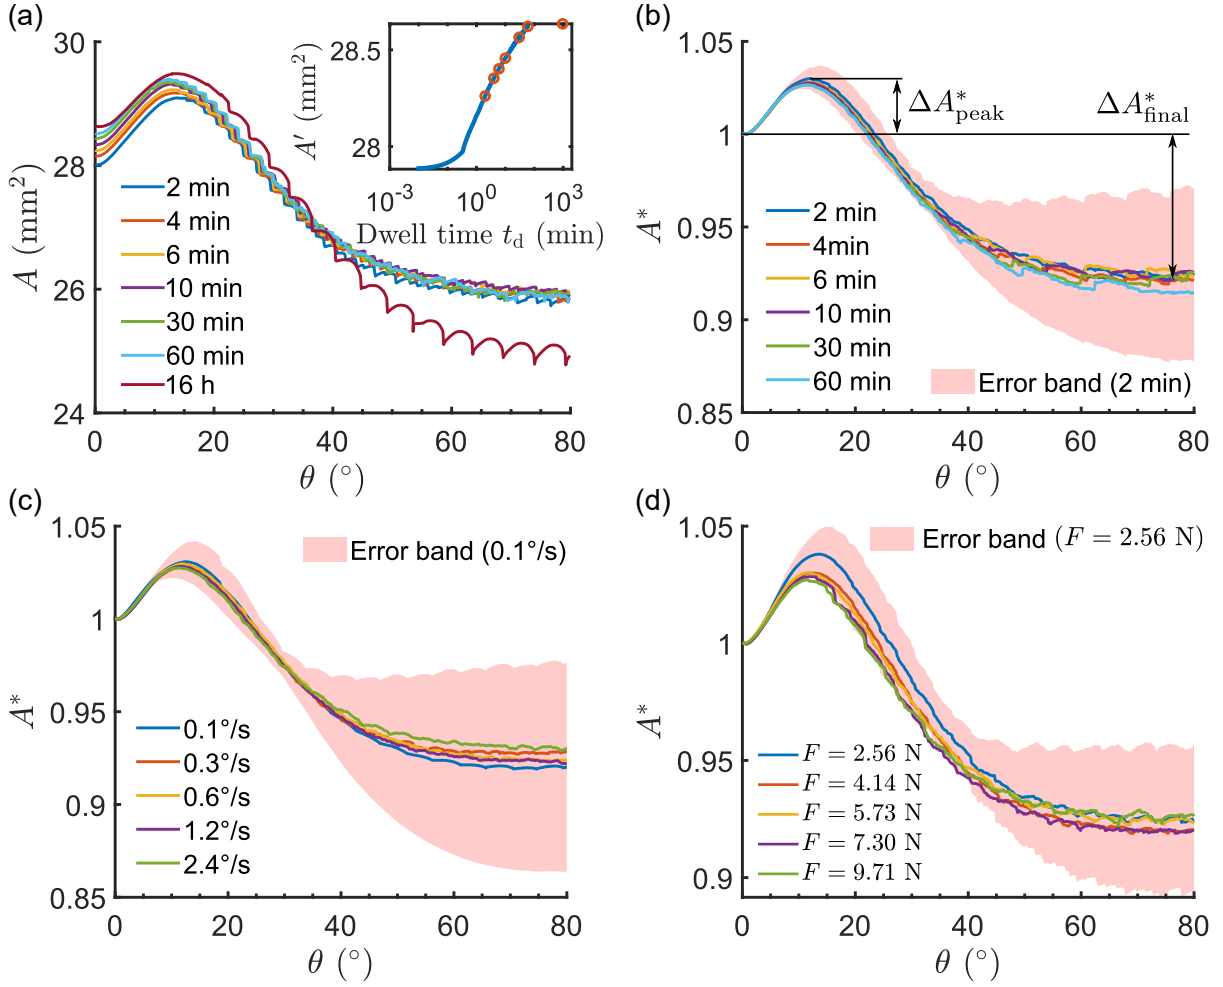 (a)
30
28
26
24
A (mm²)
0 20 40 60 80
θ (°)
2 min
4 min
6 min
10 min
30 min
60 min
16 h
28.5
28
A′ (mm²)
10⁻³ 10⁰ 10³
Dwell time t_d (min)
(b)
1.05
1
0.95
0.9
0.85
A*
0 20 40 60 80
θ (°)
ΔA*_peak
ΔA*_final
2 min
4min
6 min
10 min
30 min
60 min
Error band (2 min)
(c)
1.05
1
0.95
0.9
0.85
A*
0 20 40 60 80
θ (°)
Error band (0.1°/s)
0.1°/s
0.3°/s
0.6°/s
1.2°/s
2.4°/s
(d)
1.05
1
0.95
0.9
A*
0 20 40 60 80
θ (°)
Error band (F = 2.56 N)
F = 2.56 N
F = 4.14 N
F = 5.73 N
F = 7.30 N
F = 9.71 N